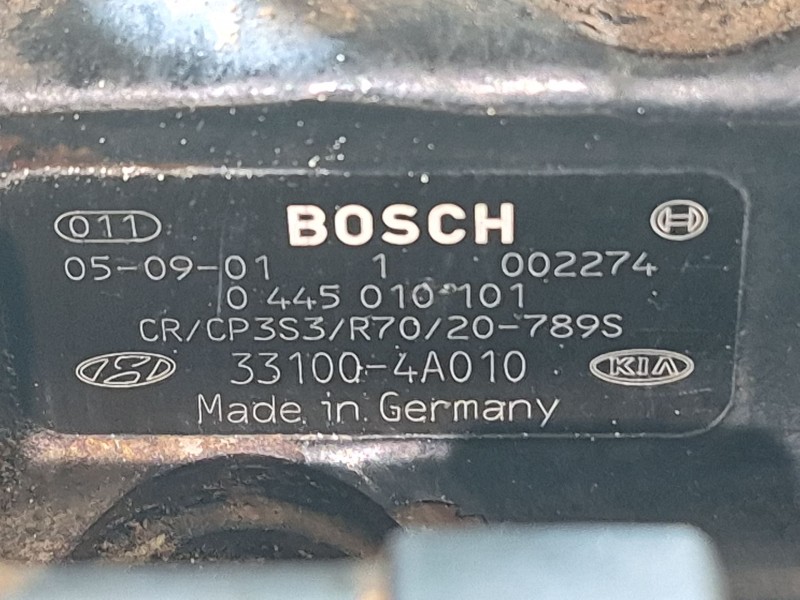 011 BOSCH
05-09-01 1 002274
0 445 010 101
CR/CP3S3/R70/20-789S
33100-4A010 KIA
Made in Germany